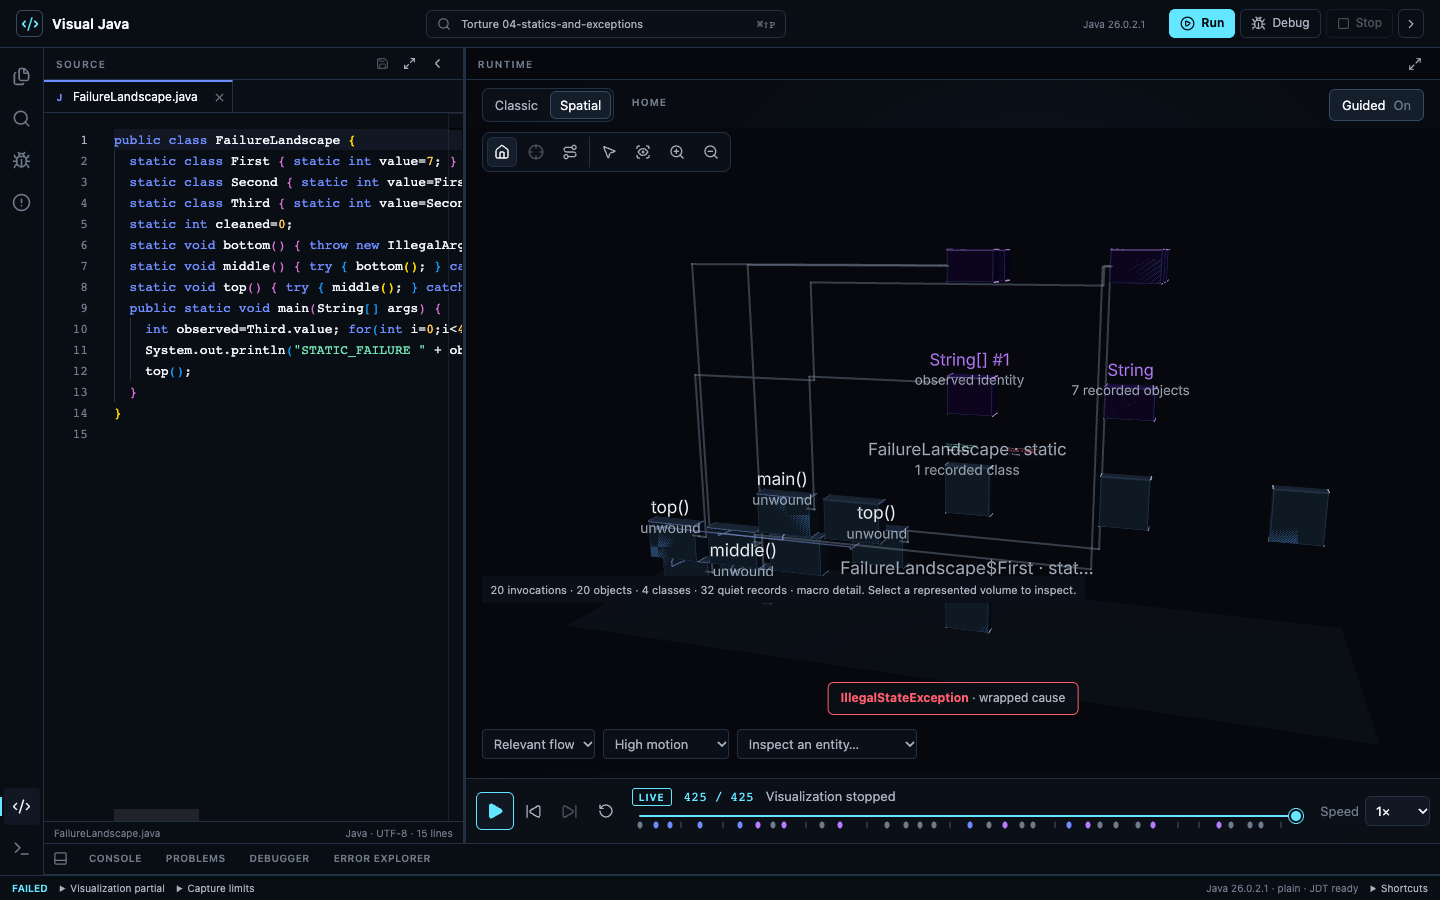 Visual Java
Torture 04-statics-and-exceptions
⌘⇧P
Java 26.0.2.1
Run
Debug
Stop
SOURCE
J FailureLandscape.java
1 public class FailureLandscape {
2 static class First { static int value=7; }
3 static class Second { static int value=Firs
4 static class Third { static int value=Secon
5 static int cleaned=0;
6 static void bottom() { throw new IllegalArg
7 static void middle() { try { bottom(); } ca
8 static void top() { try { middle(); } catch
9 public static void main(String[] args) {
10 int observed=Third.value; for(int i=0;i<4
11 System.out.println("STATIC_FAILURE " + ob
12 top();
13 }
14 }
15
FailureLandscape.java
Java · UTF-8 · 15 lines
RUNTIME
Classic
Spatial
HOME
Guided On
String[] #1
observed identity
String
7 recorded objects
FailureLandscape · static
1 recorded class
main()
unwound
top()
unwound
top()
unwound
middle()
unwound
FailureLandscape$First · stat...
20 invocations · 20 objects · 4 classes · 32 quiet records · macro detail. Select a represented volume to inspect.
IllegalStateException · wrapped cause
Relevant flow
High motion
Inspect an entity...
LIVE
425 / 425
Visualization stopped
Speed
1×
CONSOLE
PROBLEMS
DEBUGGER
ERROR EXPLORER
FAILED
Visualization partial
Capture limits
Java 26.0.2.1 · plain · JDT ready
Shortcuts